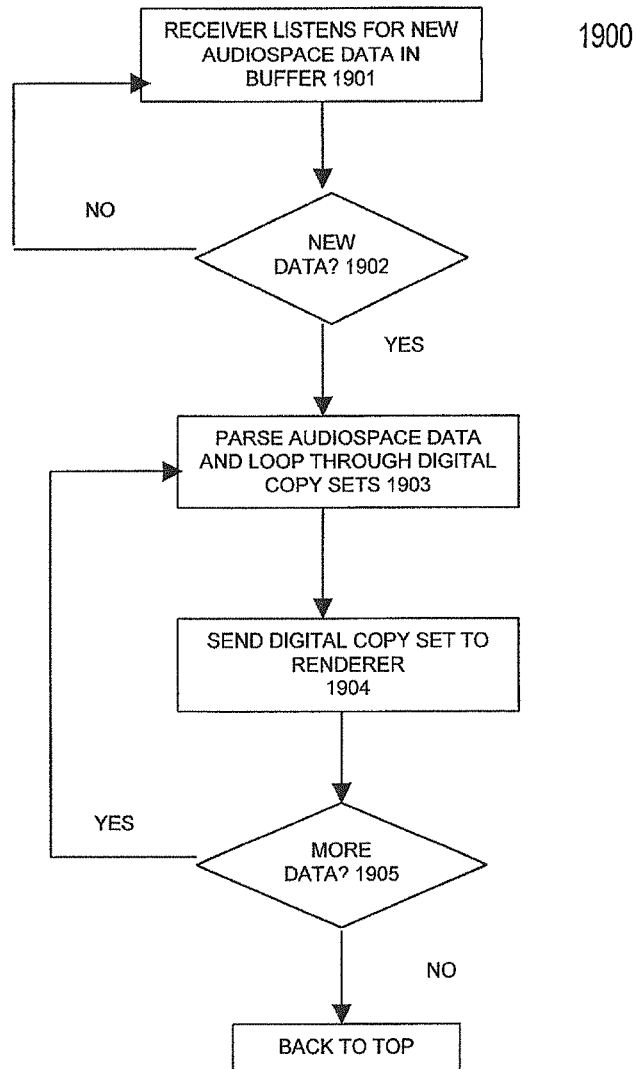 RECEIVER LISTENS FOR NEW
AUDIOSPACE DATA IN
BUFFER 1901
1900
NO
NEW
DATA? 1902
YES
PARSE AUDIOSPACE DATA
AND LOOP THROUGH DIGITAL
COPY SETS 1903
SEND DIGITAL COPY SET TO
RENDERER
1904
YES
MORE
DATA? 1905
NO
BACK TO TOP